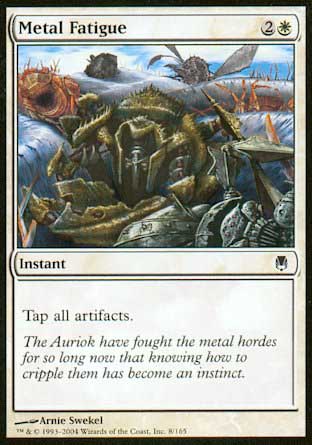 Metal Fatigue 2
Instant
Tap all artifacts.
The Auriok have fought the metal hordes
for so long now that knowing how to
cripple them has become an instinct.
Arnie Swekel
™ & © 1993–2004 Wizards of the Coast, Inc. 8/165